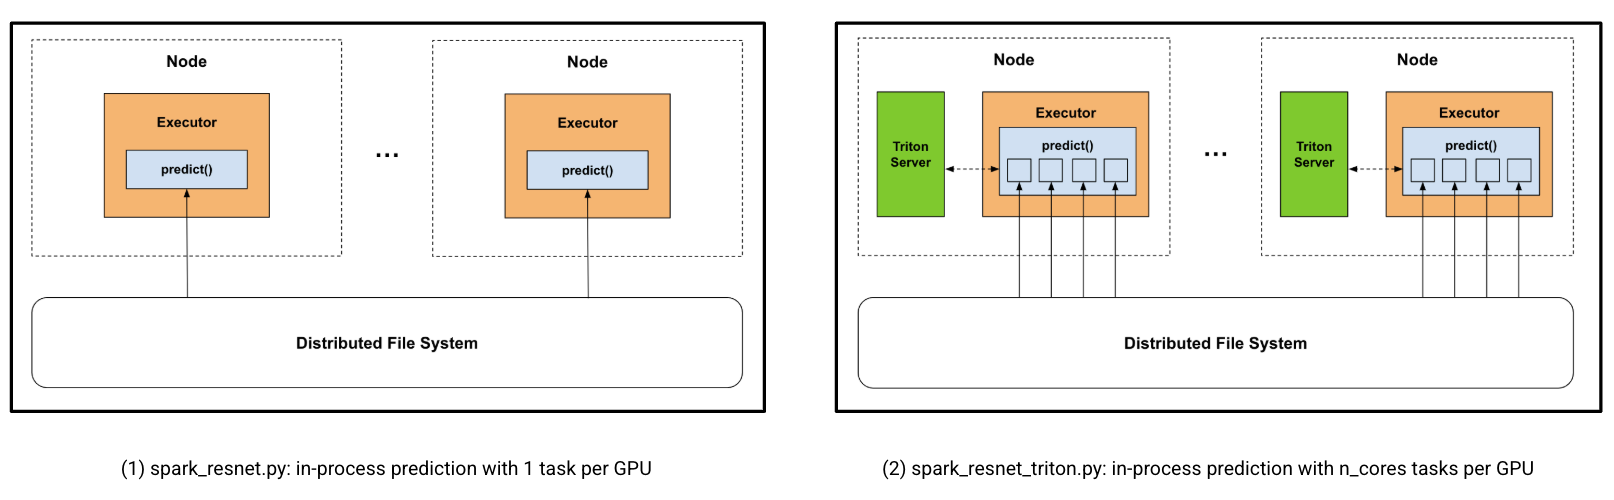 Node
Executor
predict()
...
Node
Executor
predict()
Distributed File System
(1) spark_resnet.py: in-process prediction with 1 task per GPU
Node
Triton
Server
Executor
predict()
...
Node
Triton
Server
Executor
predict()
Distributed File System
(2) spark_resnet_triton.py: in-process prediction with n_cores tasks per GPU